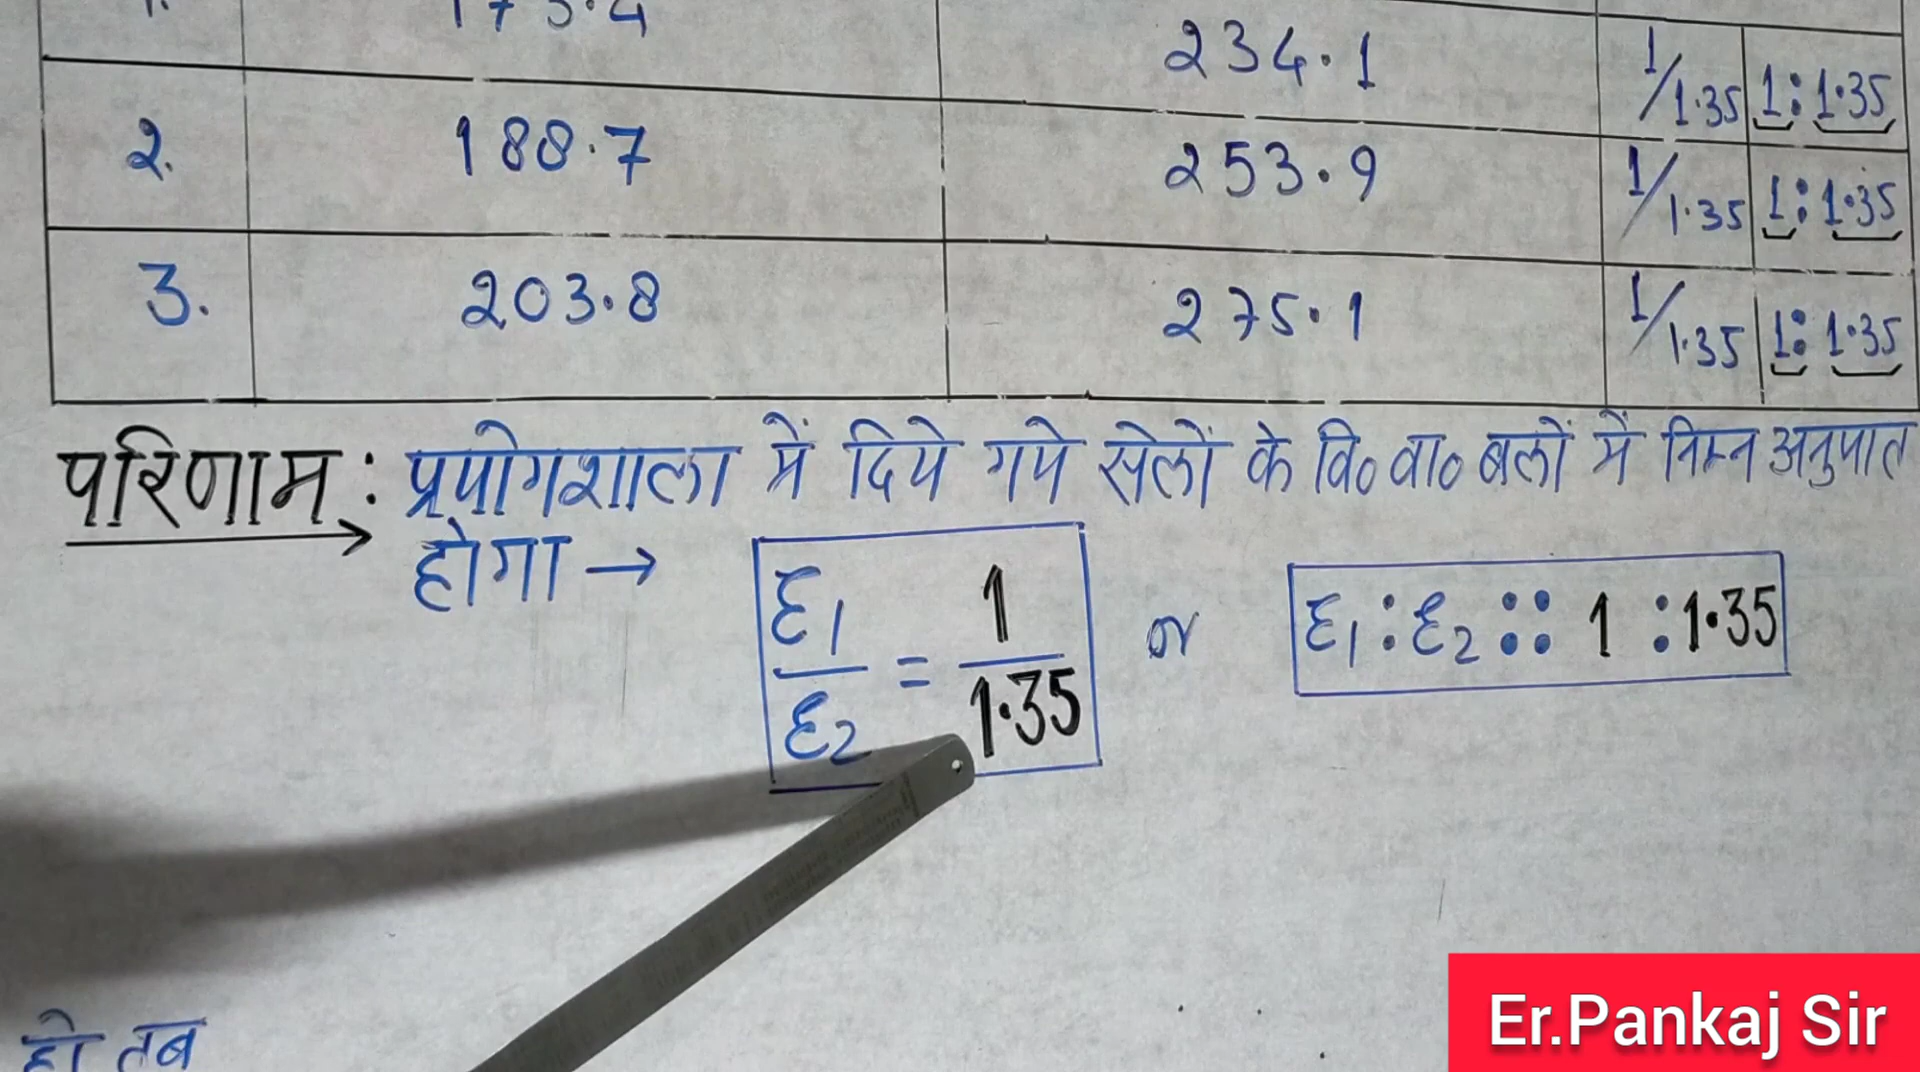 234.1 1/1.35 1:1.35
2. 188.7 253.9 1/1.35 1:1.35
3. 203.8 275.1 1/1.35 1:1.35
परिणाम: प्रयोगशाला में दिये गये सेलों के वि० वा० बलों में निम्न अनुपात
होगा → ε1/ε2 = 1/1.35 or ε1:ε2::1:1.35
हो तब
Er.Pankaj Sir